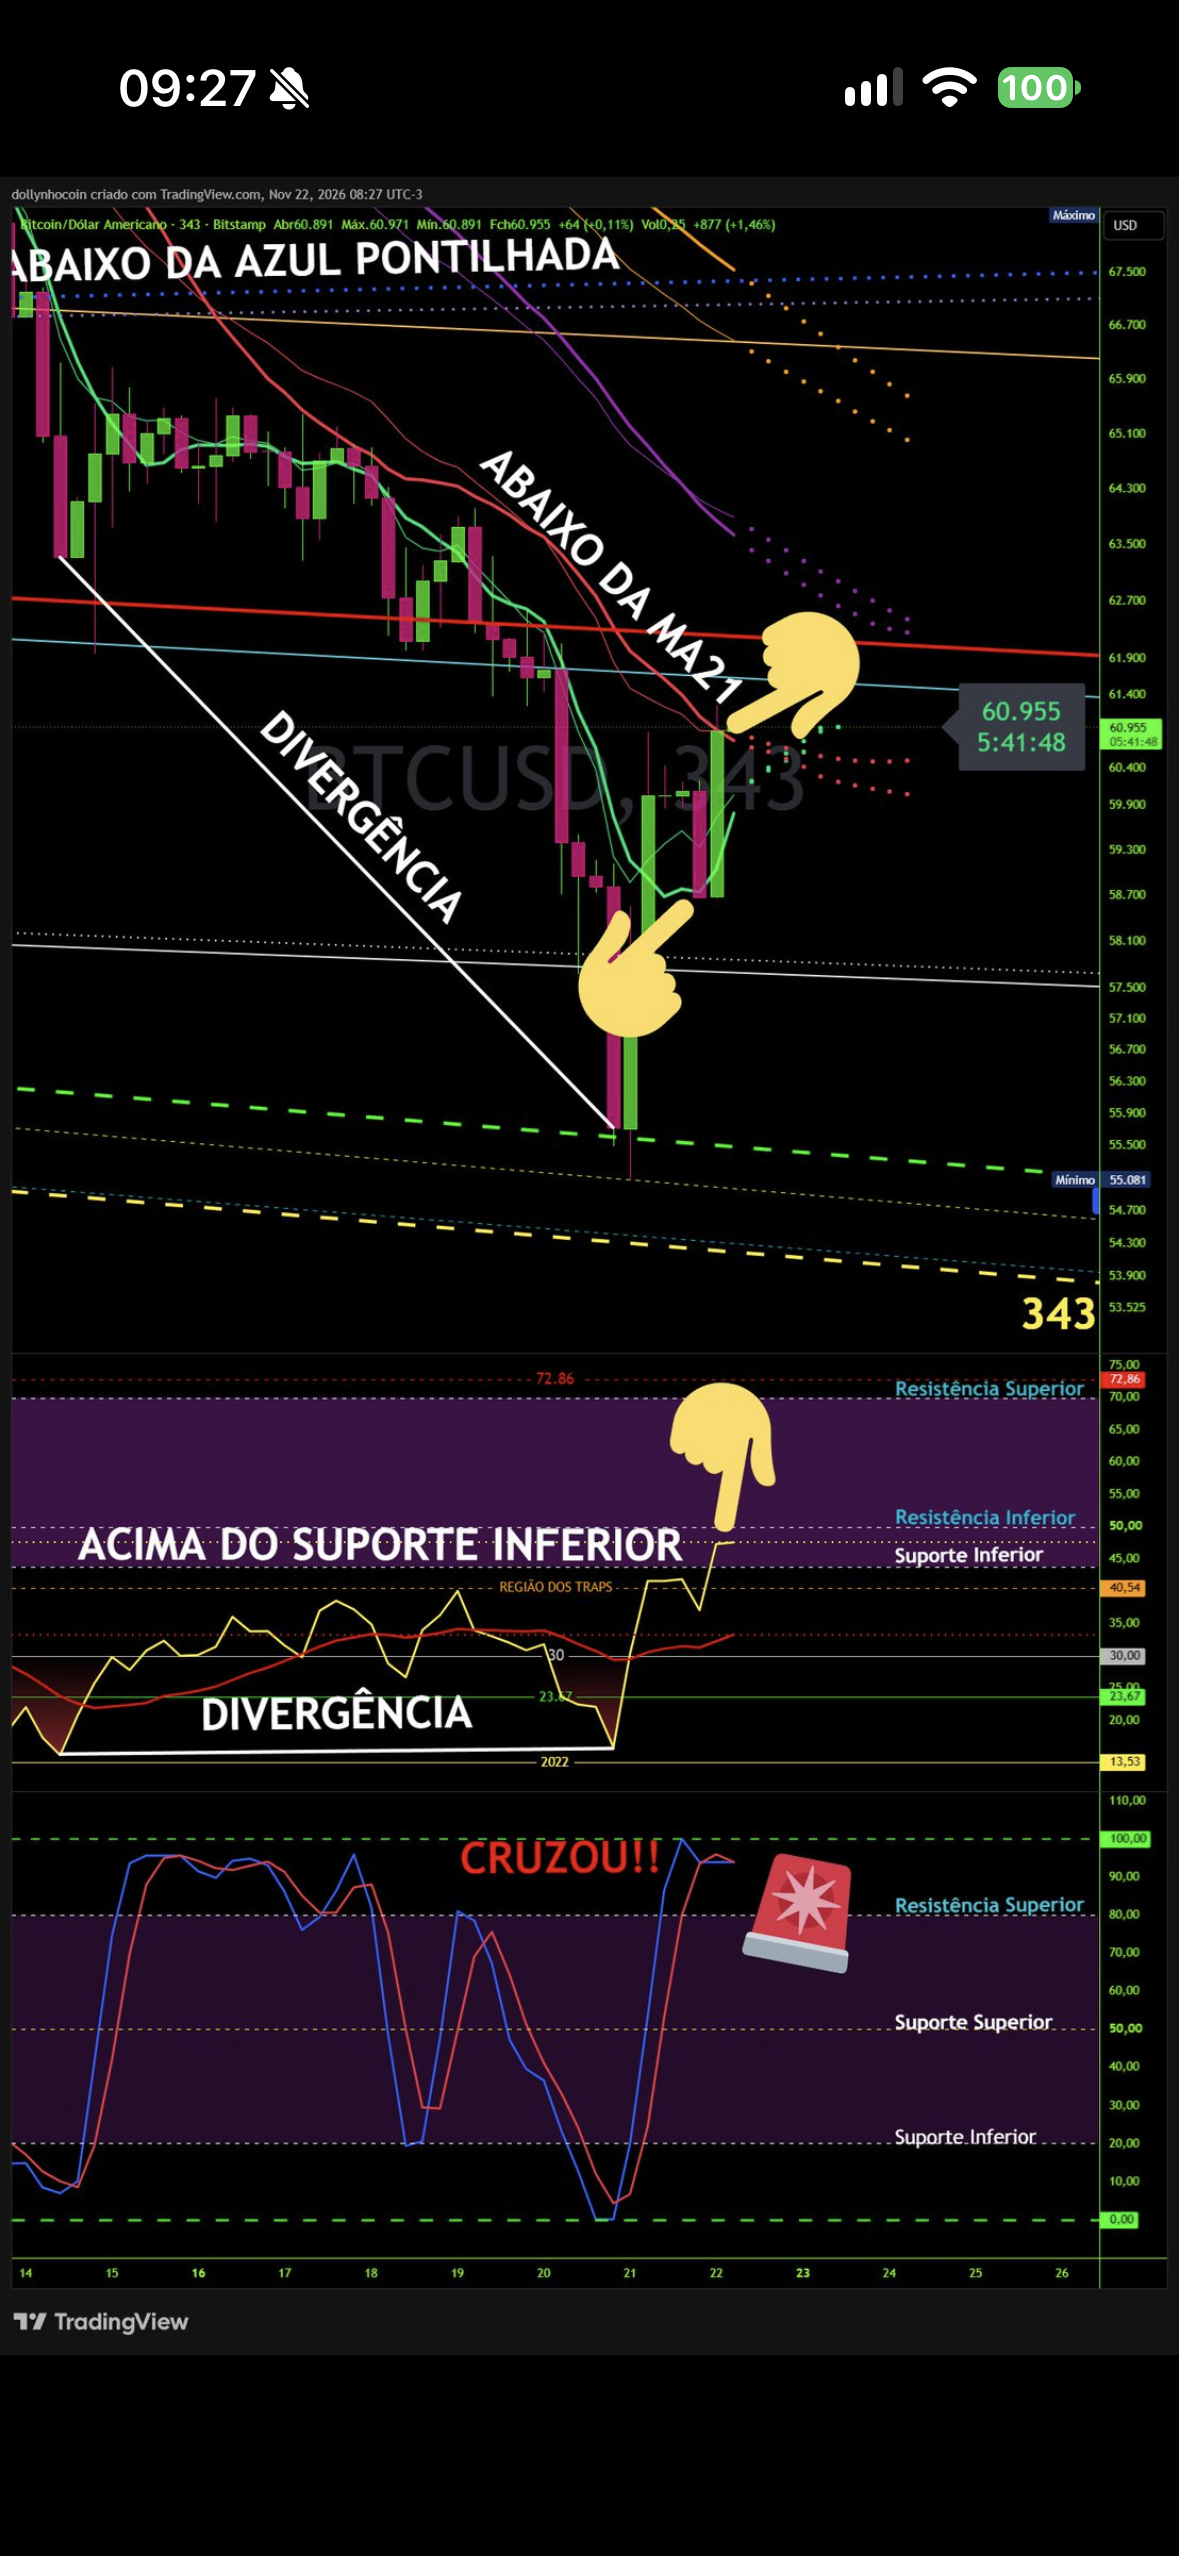 09:27
100
dollynhocoin criado com TradingView.com, Nov 22, 2026 08:27 UTC-3
Bitcoin/Dólar Americano · 343 · Bitstamp Abr60.891 Máx.60.971 Mín.60.891 Fch60.955 +64 (+0,11%) Vol0,25 +877 (+1,46%)
Máximo
USD
ABAIXO DA AZUL PONTILHADA
67.500
66.700
65.900
65.100
64.300
63.500
62.700
61.900
61.400
ABAIXO DA MA21
60.955
5:41:48
60.955
05:41:48
BTCUSD, 343
60.400
59.900
59.300
58.700
58.100
57.500
57.100
56.700
56.300
55.900
55.500
DIVERGÊNCIA
Mínimo 55.081
54.700
54.300
53.900
53.525
343
75,00
72.86
72,86
Resistência Superior
70,00
65,00
60,00
55,00
Resistência Inferior
50,00
ACIMA DO SUPORTE INFERIOR
Suporte Inferior
45,00
REGIÃO DOS TRAPS
40,54
35,00
30
30,00
25,00
23.67
23,67
DIVERGÊNCIA
20,00
2022
13,53
110,00
100,00
CRUZOU!!
90,00
Resistência Superior
80,00
70,00
60,00
Suporte Superior
50,00
40,00
30,00
Suporte Inferior
20,00
10,00
0,00
14 15 16 17 18 19 20 21 22 23 24 25 26
TradingView